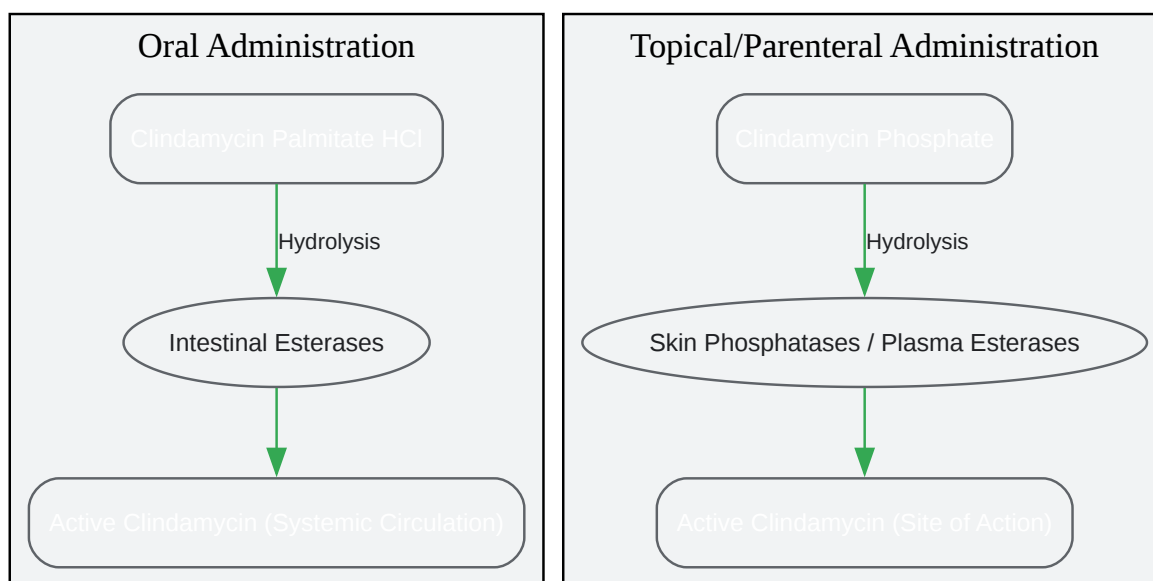 Oral Administration
Clindamycin Palmitate HCl
Hydrolysis
Intestinal Esterases
Active Clindamycin (Systemic Circulation)
Topical/Parenteral Administration
Clindamycin Phosphate
Hydrolysis
Skin Phosphatases / Plasma Esterases
Active Clindamycin (Site of Action)